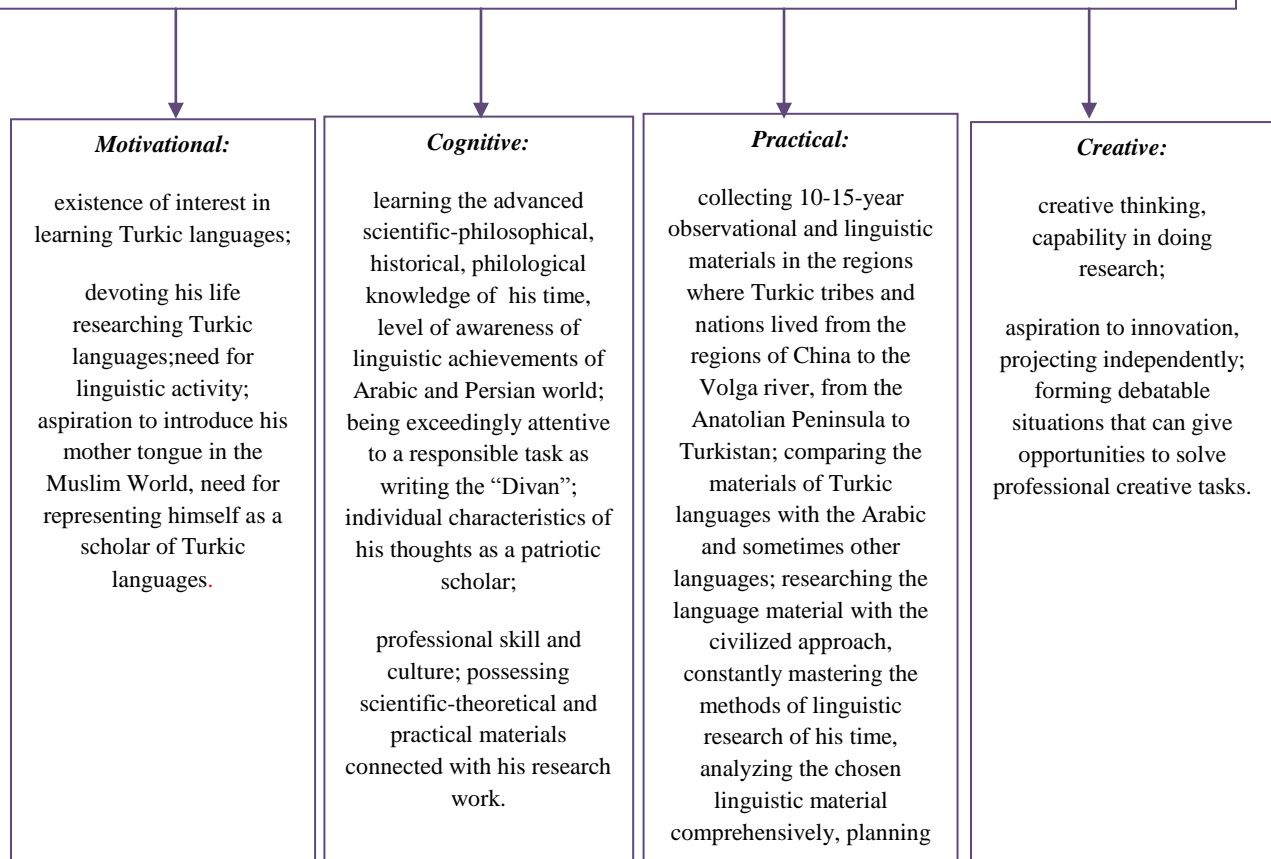 Motivational:
existence of interest in
learning Turkic languages;
devoting his life
researching Turkic
languages;need for
linguistic activity;
aspiration to introduce his
mother tongue in the
Muslim World, need for
representing himself as a
scholar of Turkic
languages.
Cognitive:
learning the advanced
scientific-philosophical,
historical, philological
knowledge of his time,
level of awareness of
linguistic achievements of
Arabic and Persian world;
being exceedingly attentive
to a responsible task as
writing the “Divan”;
individual characteristics of
his thoughts as a patriotic
scholar;
professional skill and
culture; possessing
scientific-theoretical and
practical materials
connected with his research
work.
Practical:
collecting 10-15-year
observational and linguistic
materials in the regions
where Turkic tribes and
nations lived from the
regions of China to the
Volga river, from the
Anatolian Peninsula to
Turkistan; comparing the
materials of Turkic
languages with the Arabic
and sometimes other
languages; researching the
language material with the
civilized approach,
constantly mastering the
methods of linguistic
research of his time,
analyzing the chosen
linguistic material
comprehensively, planning
Creative:
creative thinking,
capability in doing
research;
aspiration to innovation,
projecting independently;
forming debatable
situations that can give
opportunities to solve
professional creative tasks.